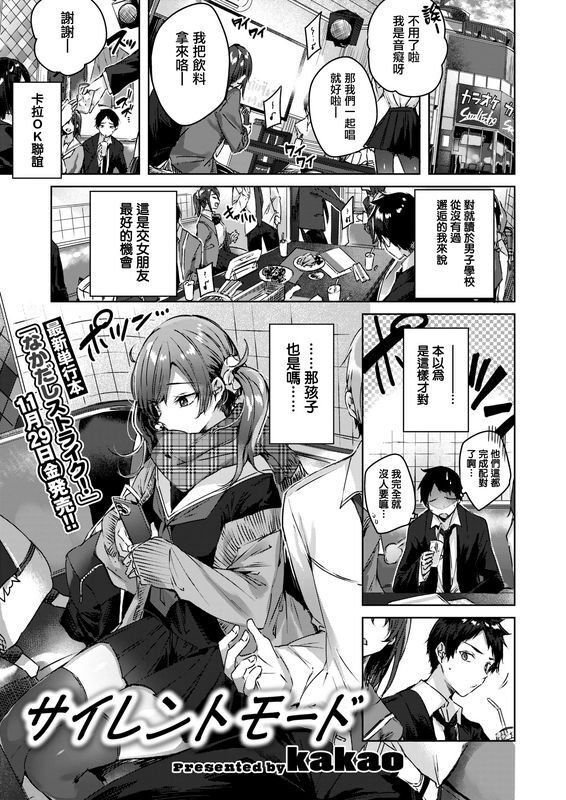 誒—
不用了啦
我是音癡呀
カラオケ
那我們一起唱
就好啦—
ワイ
ワイ
我把飲料
拿來咯—
謝謝—
卡拉OK聯誼
對就讀於男子學校
從沒有過
邂逅的我來說
這是交女朋友
最好的機會
本以為
是這樣才對
他們這都
完成配對
了啊…
我完全就
沒人要嘛…
……那孩子
也是嗎……
ポツン…
最新単行本
『なかだしストライク!』
11月29日(金)発売!!
サイレントモード
Presented by kakao